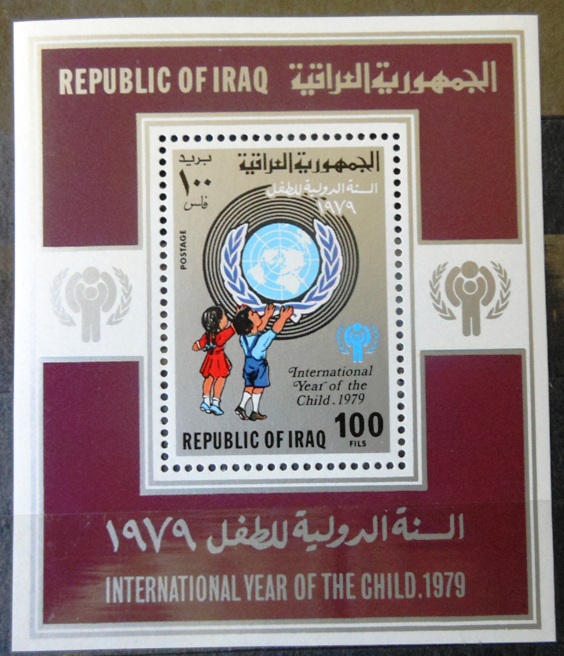 REPUBLIC OF IRAQ الجمهورية العراقية
بريد
١٠٠
فلس
الجمهورية العراقية
السنة الدولية للطفل
١٩٧٩
POSTAGE
International
Year of the
Child.1979
REPUBLIC OF IRAQ
100
FILS
السنة الدولية للطفل ١٩٧٩
INTERNATIONAL YEAR OF THE CHILD.1979